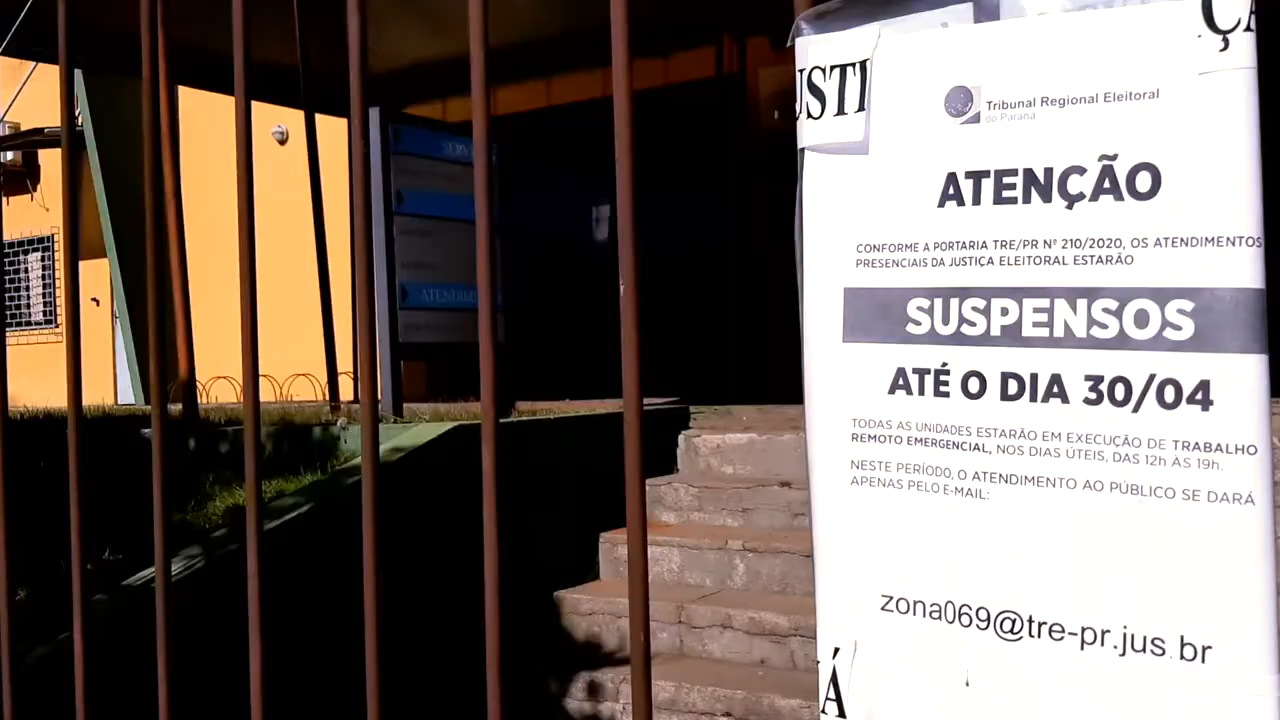 USTI
ÇA
Tribunal Regional Eleitoral
do Paraná
ATENÇÃO
CONFORME A PORTARIA TRE/PR Nº 210/2020, OS ATENDIMENTOS
PRESENCIAIS DA JUSTIÇA ELEITORAL ESTARÃO
SUSPENSOS
ATÉ O DIA 30/04
TODAS AS UNIDADES ESTARÃO EM EXECUÇÃO DE TRABALHO
REMOTO EMERGENCIAL, NOS DIAS ÚTEIS, DAS 12h ÀS 19h.
NESTE PERÍODO, O ATENDIMENTO AO PÚBLICO SE DARÁ
APENAS PELO E-MAIL:
zona069@tre-pr.jus.br
Á